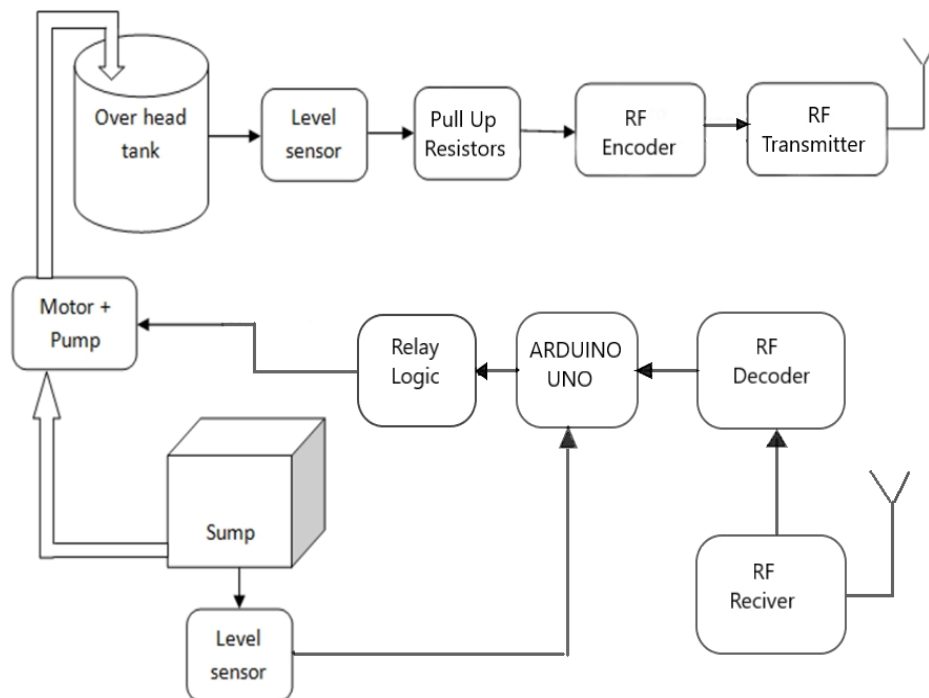 Over head
tank
Level
sensor
Pull Up
Resistors
RF
Encoder
RF
Transmitter
Motor +
Pump
Relay
Logic
ARDUINO
UNO
RF
Decoder
Sump
RF
Reciver
Level
sensor